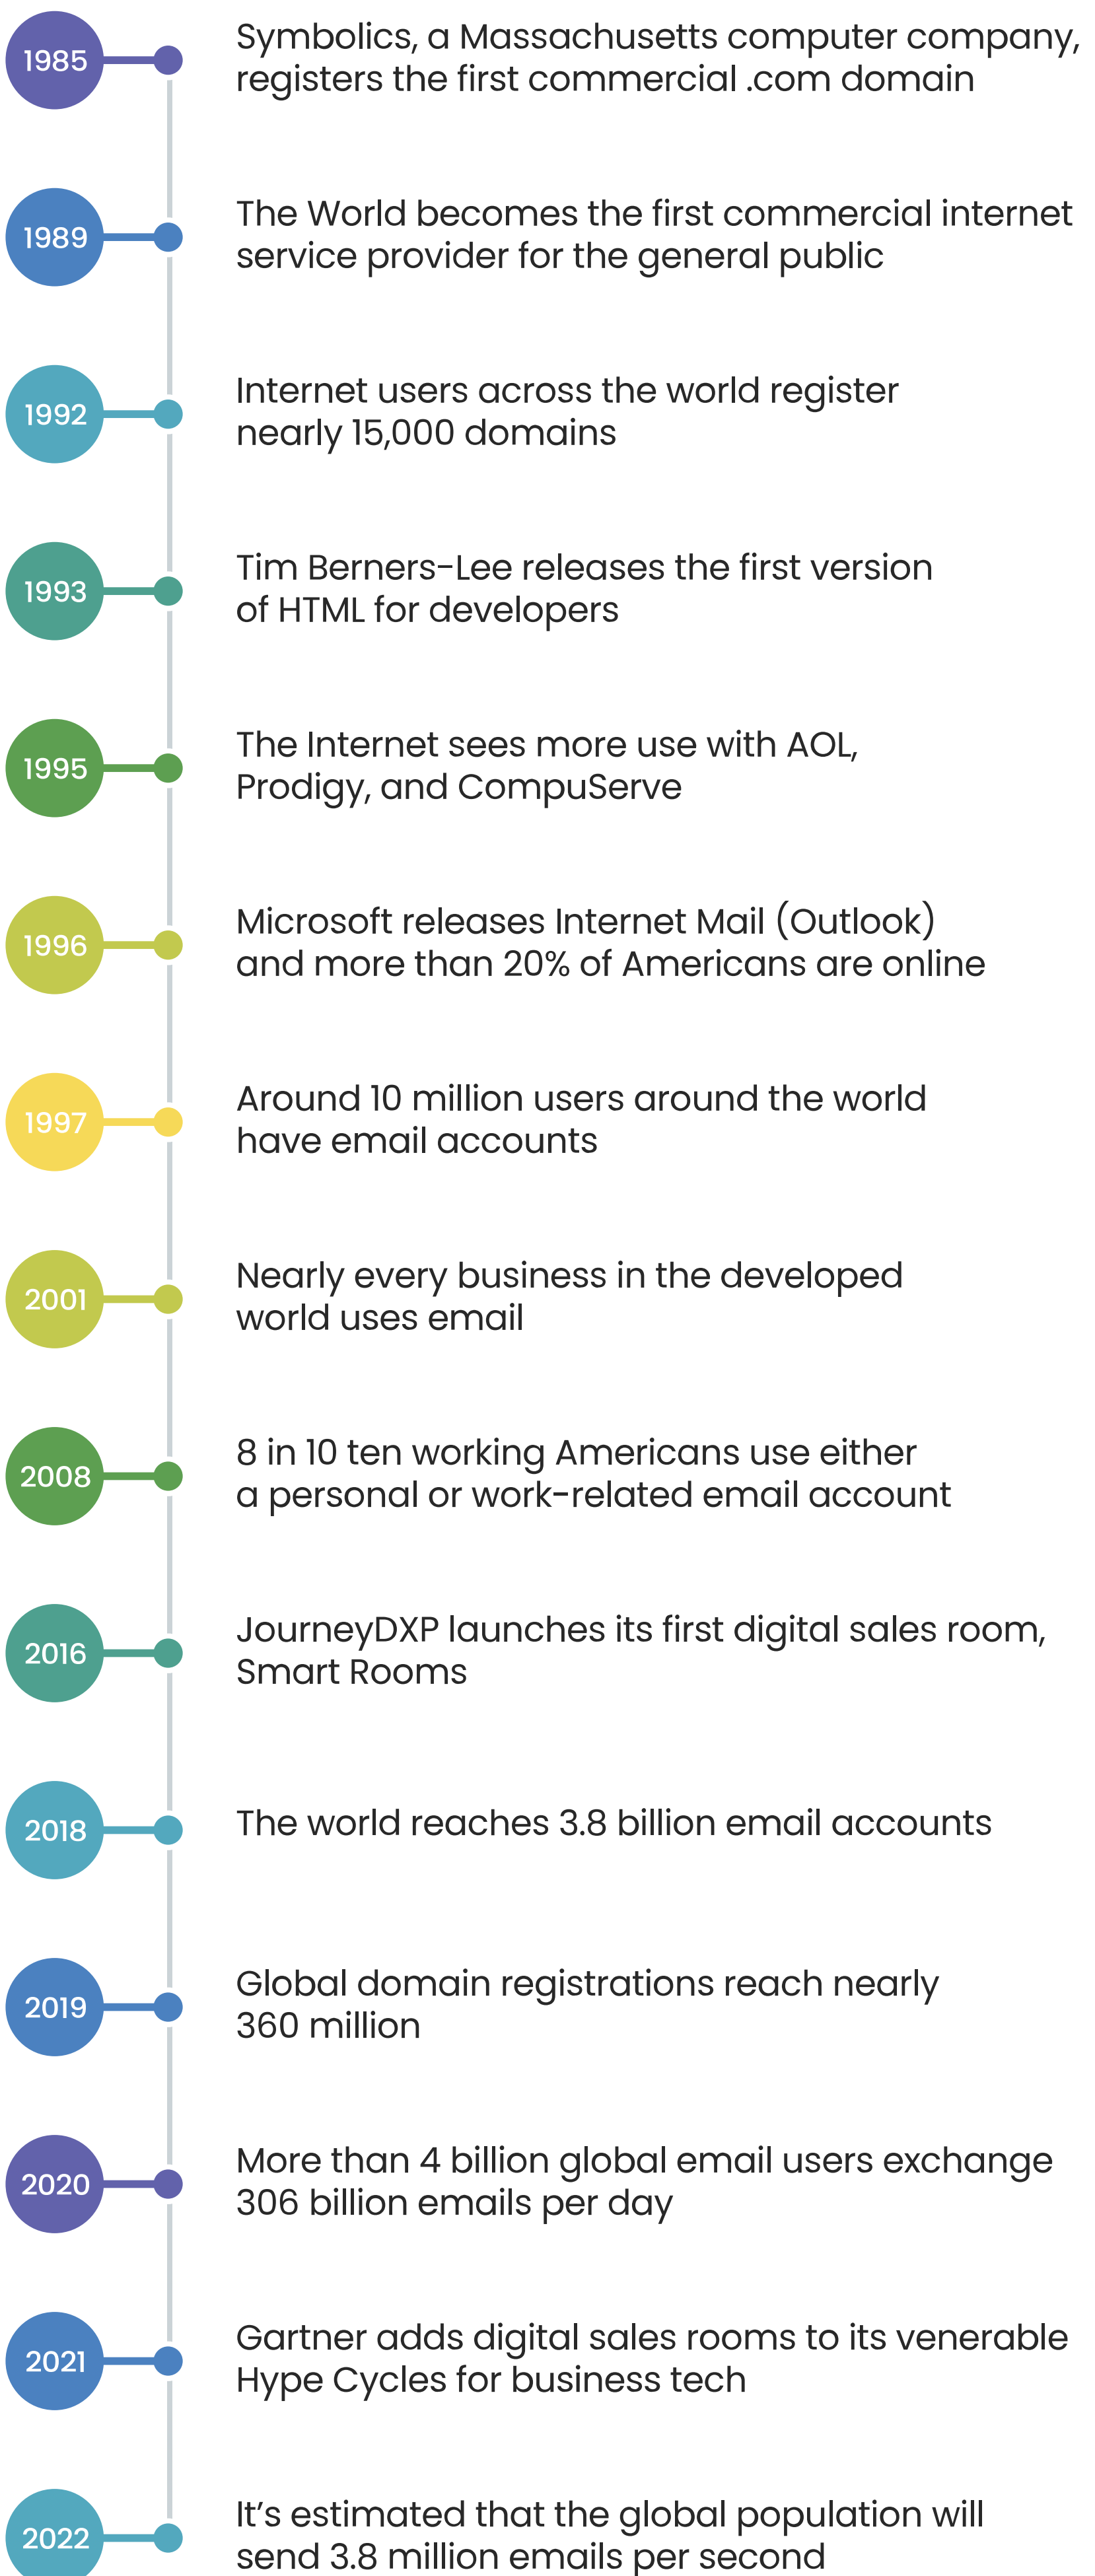 1985
Symbolics, a Massachusetts computer company,
registers the first commercial .com domain
1989
The World becomes the first commercial internet
service provider for the general public
1992
Internet users across the world register
nearly 15,000 domains
1993
Tim Berners-Lee releases the first version
of HTML for developers
1995
The Internet sees more use with AOL,
Prodigy, and CompuServe
1996
Microsoft releases Internet Mail (Outlook)
and more than 20% of Americans are online
1997
Around 10 million users around the world
have email accounts
2001
Nearly every business in the developed
world uses email
2008
8 in 10 ten working Americans use either
a personal or work-related email account
2016
JourneyDXP launches its first digital sales room,
Smart Rooms
2018
The world reaches 3.8 billion email accounts
2019
Global domain registrations reach nearly
360 million
2020
More than 4 billion global email users exchange
306 billion emails per day
2021
Gartner adds digital sales rooms to its venerable
Hype Cycles for business tech
2022
It’s estimated that the global population will
send 3.8 million emails per second